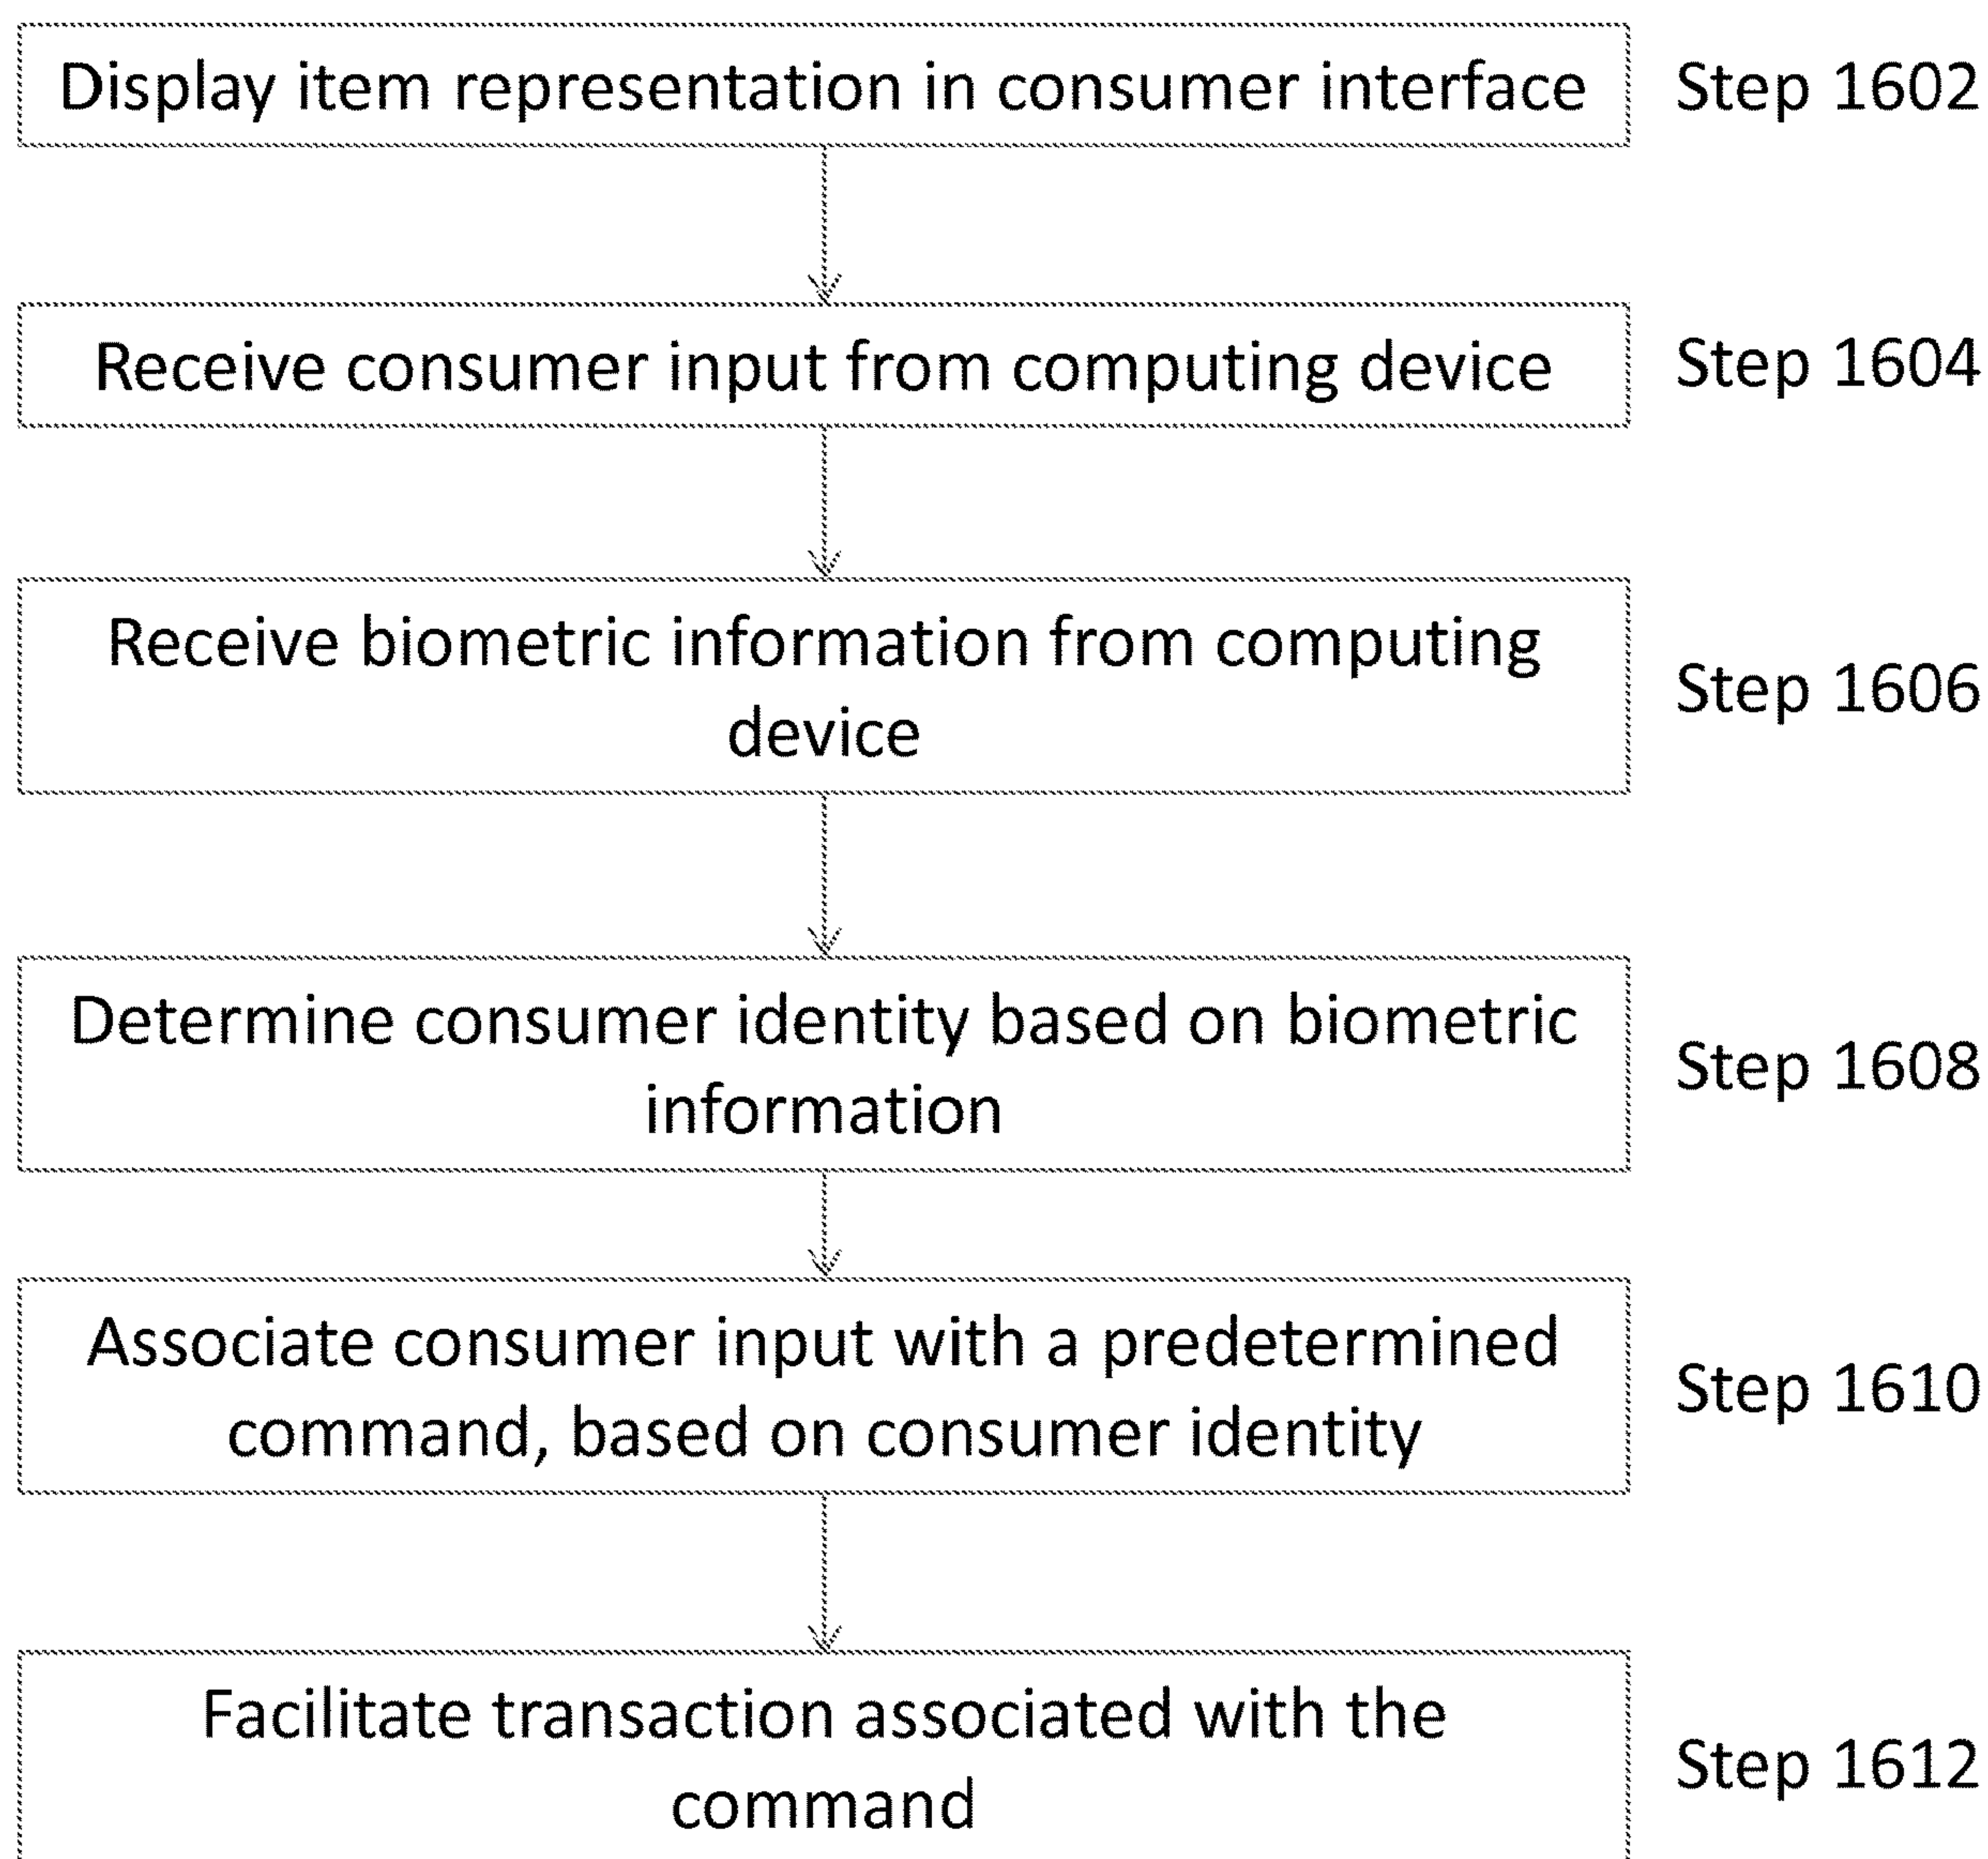 Display item representation in consumer interface
Step 1602
Receive consumer input from computing device
Step 1604
Receive biometric information from computing
device
Step 1606
Determine consumer identity based on biometric
information
Step 1608
Associate consumer input with a predetermined
command, based on consumer identity
Step 1610
Facilitate transaction associated with the
command
Step 1612